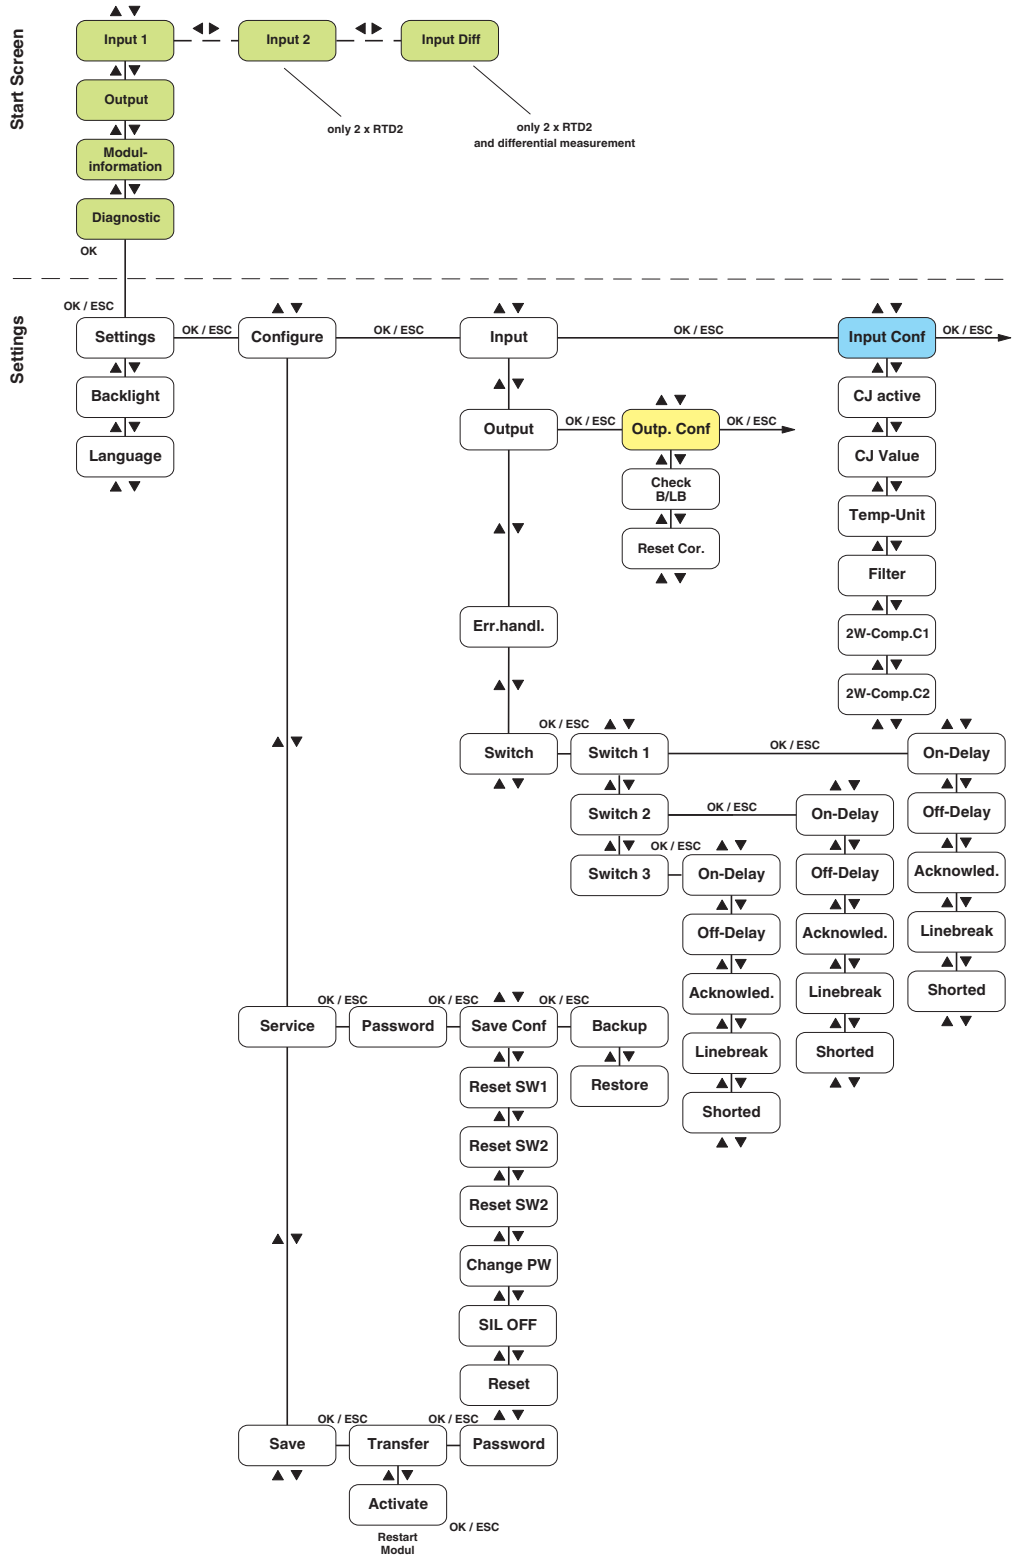 Start Screen
Input 1
Input 2
Input Diff
Output
only 2 x RTD2
only 2 x RTD2
and differential measurement
Modul-
information
Diagnostic
OK
Settings
OK / ESC
Settings
OK / ESC
Configure
OK / ESC
Input
OK / ESC
Input Conf
OK / ESC
Backlight
Language
Output
OK / ESC
Outp. Conf
OK / ESC
Check
B/LB
Reset Cor.
CJ active
CJ Value
Temp-Unit
Filter
2W-Comp.C1
2W-Comp.C2
Err.handl.
Switch
OK / ESC
Switch 1
OK / ESC
On-Delay
Off-Delay
Acknowled.
Linebreak
Shorted
Switch 2
OK / ESC
On-Delay
Off-Delay
Acknowled.
Linebreak
Shorted
Switch 3
OK / ESC
On-Delay
Off-Delay
Acknowled.
Linebreak
Shorted
Service
OK / ESC
Password
OK / ESC
Save Conf
OK / ESC
Backup
Restore
Reset SW1
Reset SW2
Reset SW2
Change PW
SIL OFF
Reset
Save
OK / ESC
Transfer
OK / ESC
Password
Activate
OK / ESC
Restart
Modul